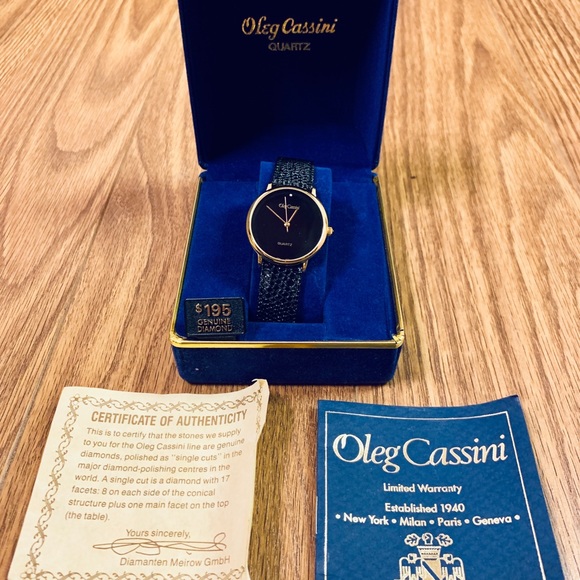 Oleg Cassini
QUARTZ
Oleg Cassini
QUARTZ
$195
GENUINE
DIAMOND
CERTIFICATE OF AUTHENTICITY
This is to certify that the stones we supply
to you for the Oleg Cassini line are genuine
diamonds, polished as "single cuts" in the
major diamond-polishing centres in the
world. A single cut is a diamond with 17
facets: 8 on each side of the conical
structure plus one main facet on the top
(the table).
Yours sincerely,
Diamanten Meirow GmbH
Oleg Cassini
Limited Warranty
Established 1940
• New York • Milan • Paris • Geneva •